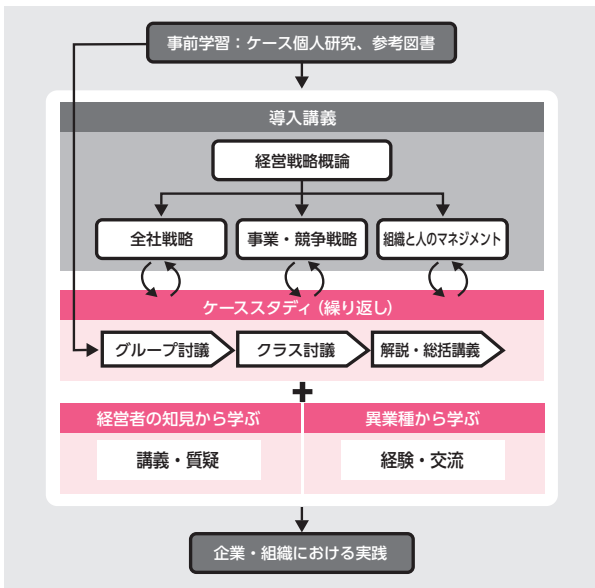 事前学習：ケース個人研究、参考図書
導入講義
経営戦略概論
全社戦略
事業・競争戦略
組織と人のマネジメント
ケーススタディ（繰り返し）
グループ討議
クラス討議
解説・総括講義
経営者の知見から学ぶ
異業種から学ぶ
講義・質疑
経験・交流
企業・組織における実践